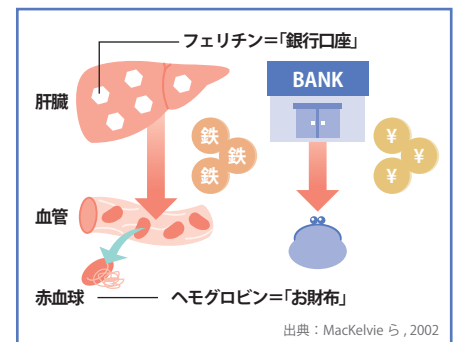 フェリチン＝「銀行口座」
BANK
肝臓
鉄
鉄
鉄
¥
¥
¥
血管
赤血球
ヘモグロビン＝「お財布」
出典：MacKelvie ら , 2002